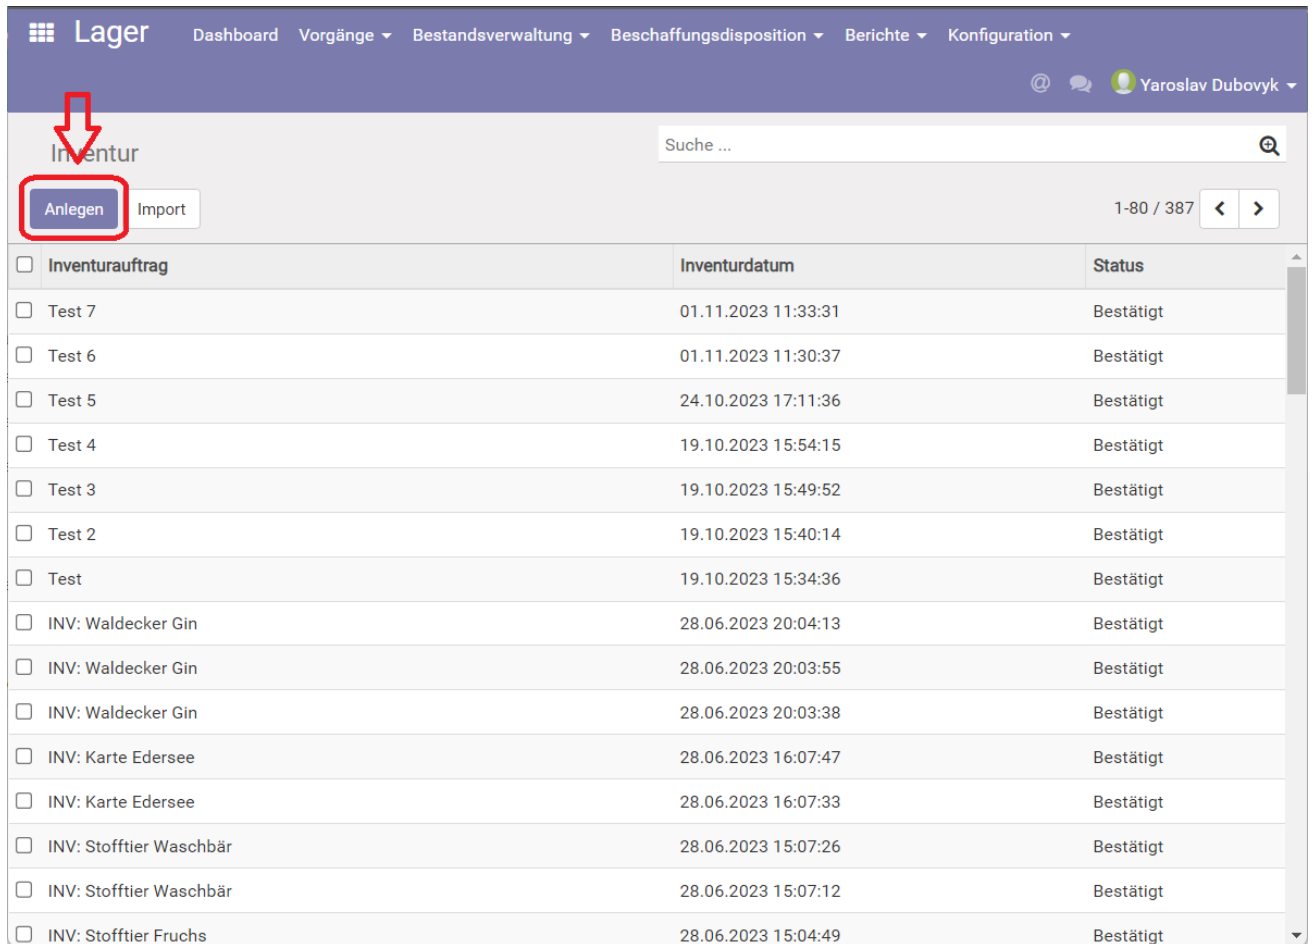 Lager Dashboard Vorgänge Bestandsverwaltung Beschaffungsdisposition Berichte Konfiguration
@ Yaroslav Dubovyk
Inventur
Suche ...
Anlegen Import 1-80 / 387
Inventurauftrag Inventurdatum Status
Test 7 01.11.2023 11:33:31 Bestätigt
Test 6 01.11.2023 11:30:37 Bestätigt
Test 5 24.10.2023 17:11:36 Bestätigt
Test 4 19.10.2023 15:54:15 Bestätigt
Test 3 19.10.2023 15:49:52 Bestätigt
Test 2 19.10.2023 15:40:14 Bestätigt
Test 19.10.2023 15:34:36 Bestätigt
INV: Waldecker Gin 28.06.2023 20:04:13 Bestätigt
INV: Waldecker Gin 28.06.2023 20:03:55 Bestätigt
INV: Waldecker Gin 28.06.2023 20:03:38 Bestätigt
INV: Karte Edersee 28.06.2023 16:07:47 Bestätigt
INV: Karte Edersee 28.06.2023 16:07:33 Bestätigt
INV: Stofftier Waschbär 28.06.2023 15:07:26 Bestätigt
INV: Stofftier Waschbär 28.06.2023 15:07:12 Bestätigt
INV: Stofftier Fruchs 28.06.2023 15:04:49 Bestätigt